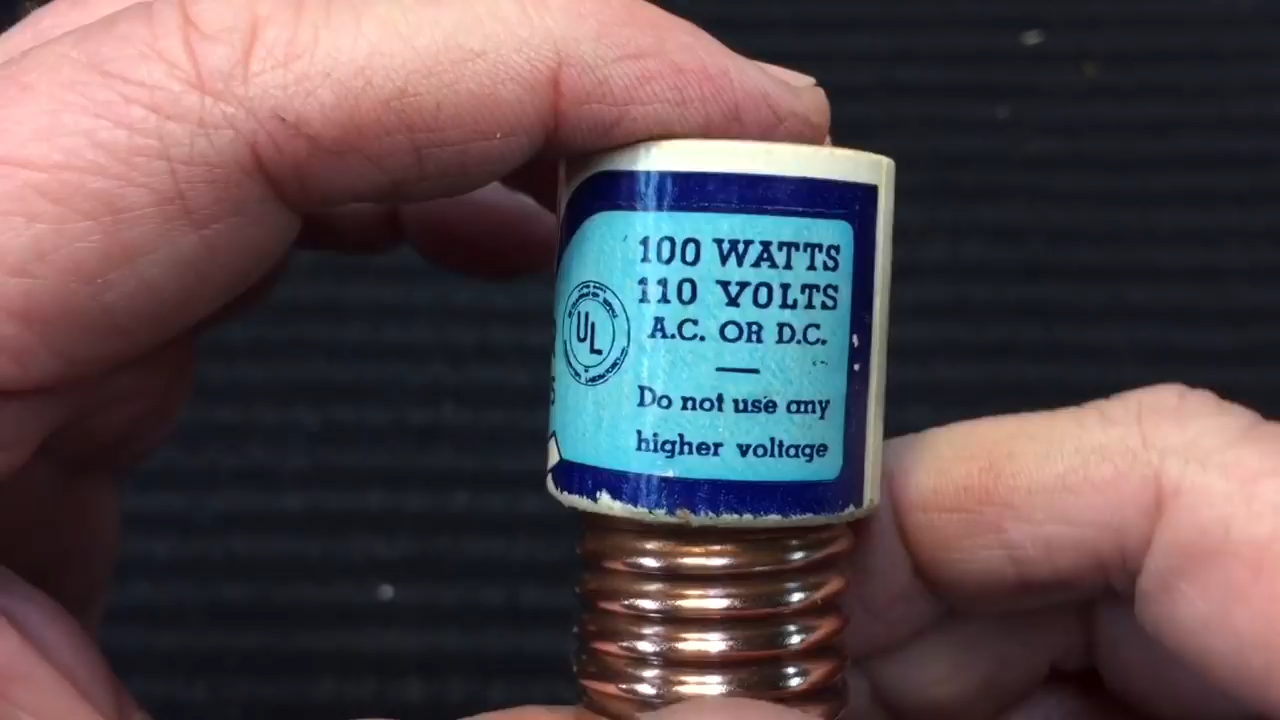 100 WATTS
110 VOLTS
A.C. OR D.C.
Do not use any
higher voltage
UL